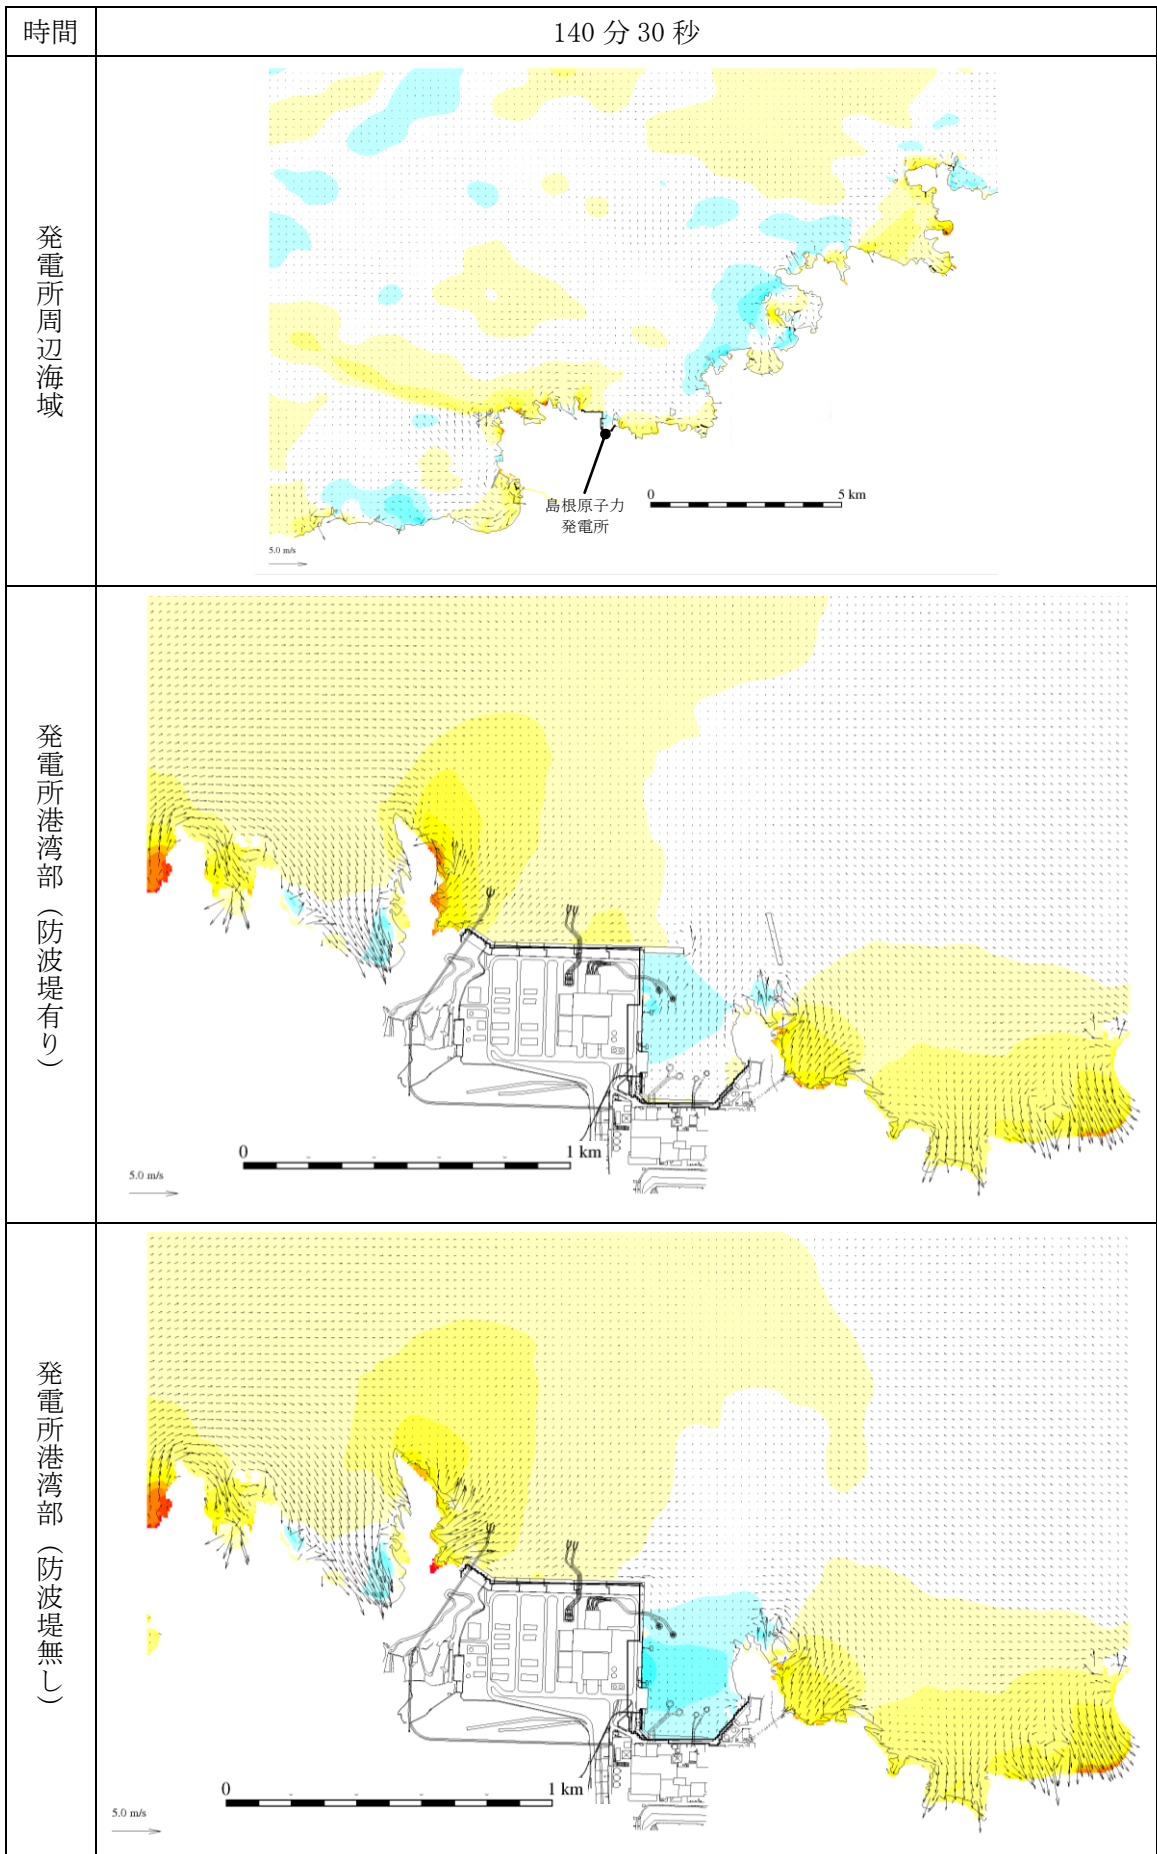 時間
140 分 30 秒
発電所周辺海域
島根原子力
発電所
0
5 km
5.0 m/s
発電所港湾部（防波堤有り）
0
1 km
5.0 m/s
発電所港湾部（防波堤無し）
0
1 km
5.0 m/s